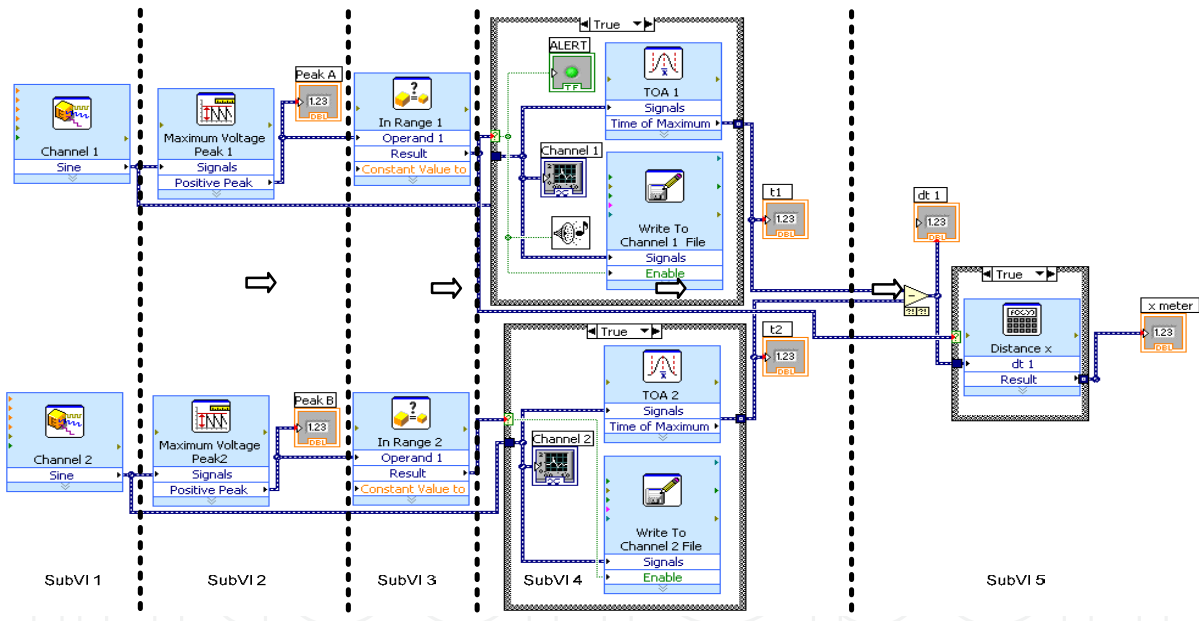 True
ALERT
TF
TOA 1
Signals
Time of Maximum
Channel 1
Write To
Channel 1 File
Signals
Enable
Channel 1
Sine
Maximum Voltage
Peak 1
Signals
Positive Peak
Peak A
1.23
DBL
?
In Range 1
Operand 1
Result
Constant Value to
?
t1
1.23
DBL
dt 1
1.23
DBL
True
f(x,y)
Distance x
dt 1
Result
?
x meter
1.23
DBL
True
TOA 2
Signals
Time of Maximum
t2
1.23
DBL
Channel 2
Write To
Channel 2 File
Signals
Enable
Channel 2
Sine
Maximum Voltage
Peak2
Signals
Positive Peak
Peak B
1.23
DBL
?
In Range 2
Operand 1
Result
Constant Value to
?
SubVI 1
SubVI 2
SubVI 3
SubVI 4
SubVI 5